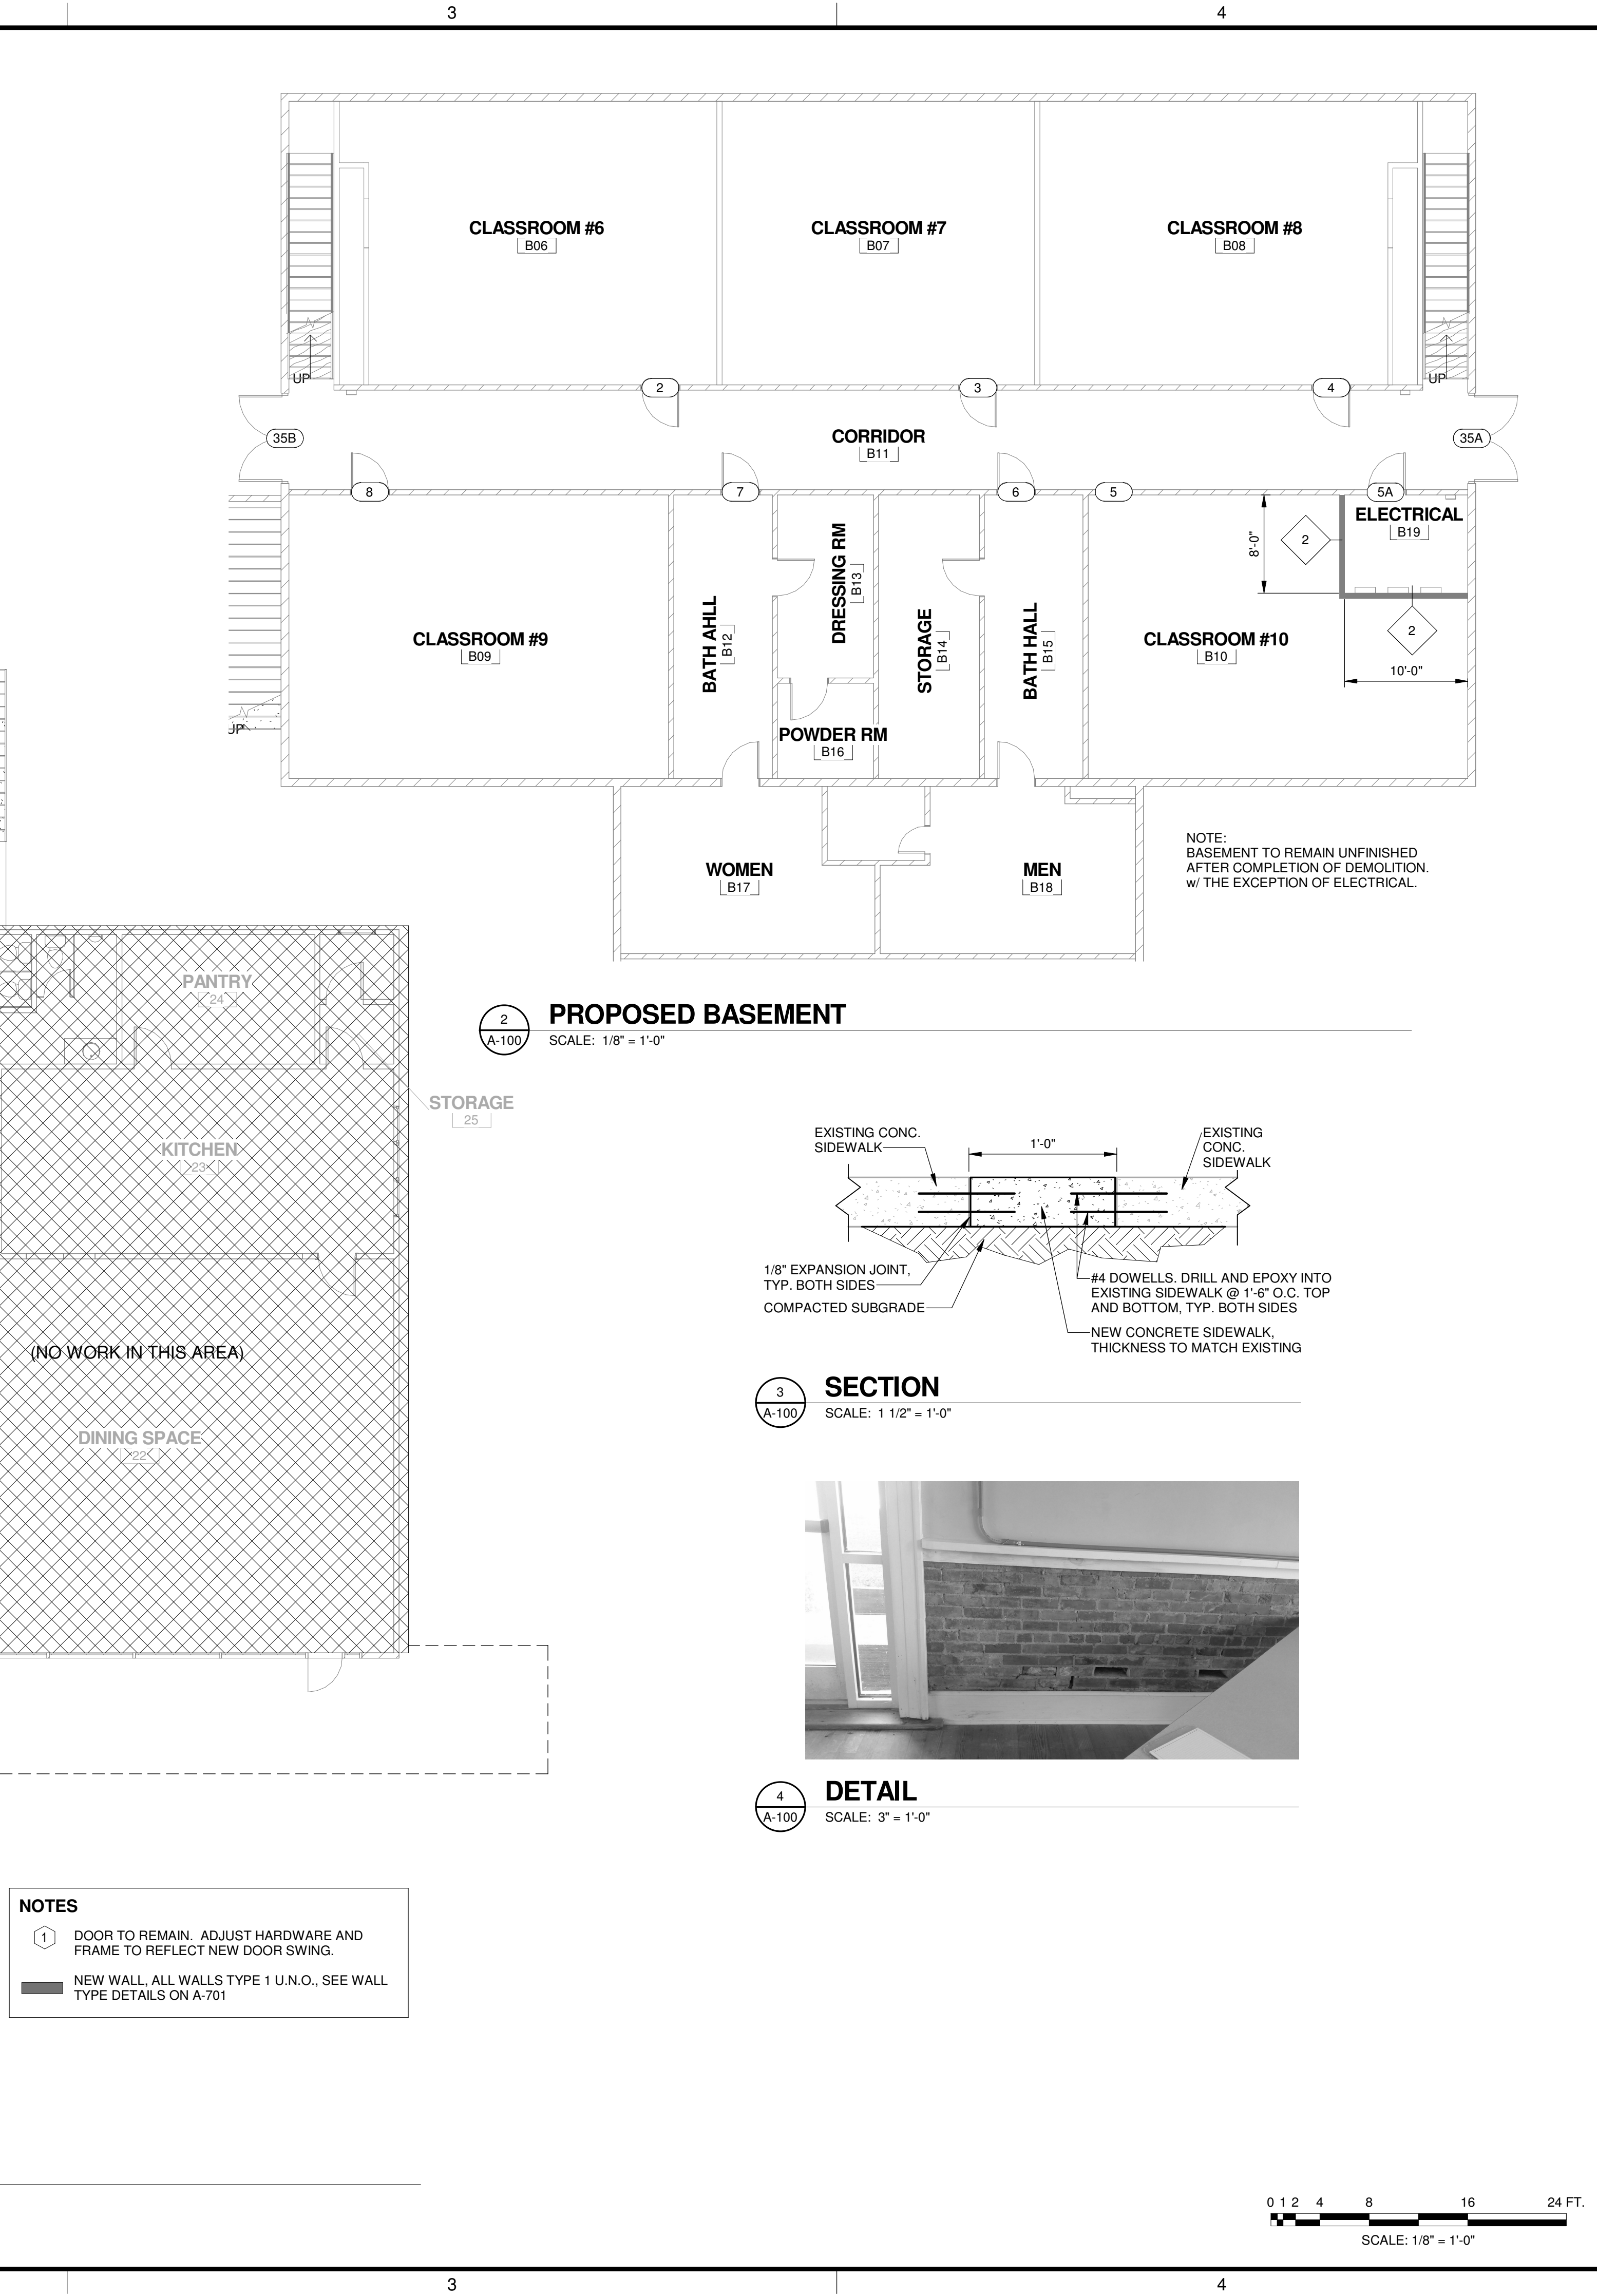 3
4
CLASSROOM #6
B06
CLASSROOM #7
B07
CLASSROOM #8
B08
UP
UP
2
3
4
35B
CORRIDOR
B11
35A
8
7
6
5
5A
ELECTRICAL
B19
8'-0"
2
DRESSING RM
B13
CLASSROOM #9
B09
BATH AHLL
B12
STORAGE
B14
BATH HALL
B15
CLASSROOM #10
B10
2
10'-0"
UP
POWDER RM
B16
WOMEN
B17
MEN
B18
NOTE:
BASEMENT TO REMAIN UNFINISHED
AFTER COMPLETION OF DEMOLITION.
w/ THE EXCEPTION OF ELECTRICAL.
PANTRY
24
2
A-100
PROPOSED BASEMENT
SCALE: 1/8" = 1'-0"
STORAGE
25
KITCHEN
23
EXISTING CONC.
SIDEWALK
1'-0"
EXISTING
CONC.
SIDEWALK
1/8" EXPANSION JOINT,
TYP. BOTH SIDES
COMPACTED SUBGRADE
#4 DOWELLS. DRILL AND EPOXY INTO
EXISTING SIDEWALK @ 1'-6" O.C. TOP
AND BOTTOM, TYP. BOTH SIDES
NEW CONCRETE SIDEWALK,
THICKNESS TO MATCH EXISTING
(NO WORK IN THIS AREA)
3
A-100
SECTION
SCALE: 1 1/2" = 1'-0"
DINING SPACE
22
4
A-100
DETAIL
SCALE: 3" = 1'-0"
NOTES
1
DOOR TO REMAIN. ADJUST HARDWARE AND
FRAME TO REFLECT NEW DOOR SWING.
NEW WALL, ALL WALLS TYPE 1 U.N.O., SEE WALL
TYPE DETAILS ON A-701
0 1 2 4 8 16 24 FT.
SCALE: 1/8" = 1'-0"
3
4